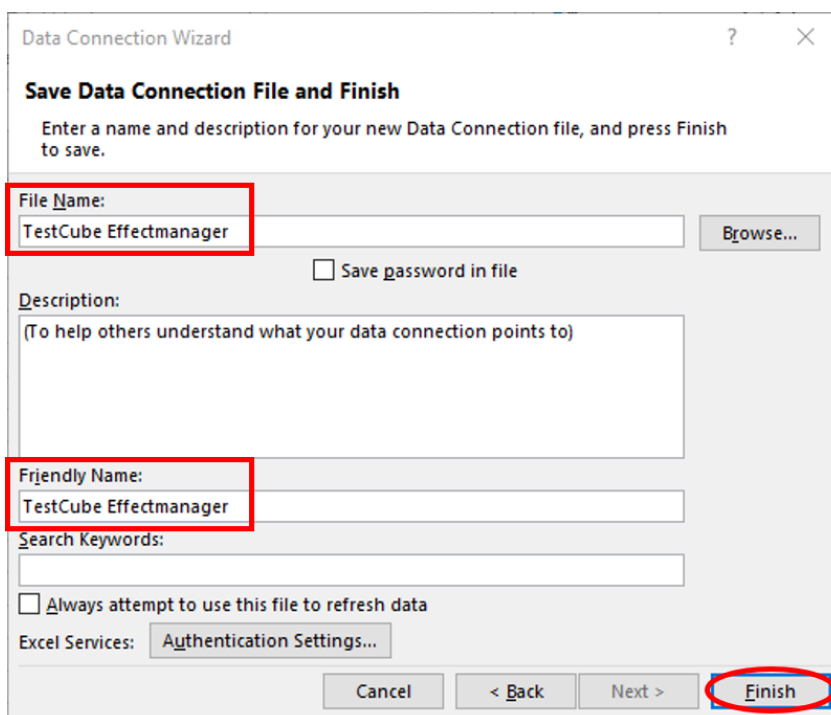 Data Connection Wizard ? ×
Save Data Connection File and Finish
Enter a name and description for your new Data Connection file, and press Finish
to save.
File Name:
TestCube Effectmanager Browse...
Save password in file
Description:
(To help others understand what your data connection points to)
Friendly Name:
TestCube Effectmanager
Search Keywords:
Always attempt to use this file to refresh data
Excel Services: Authentication Settings...
Cancel < Back Next > Finish